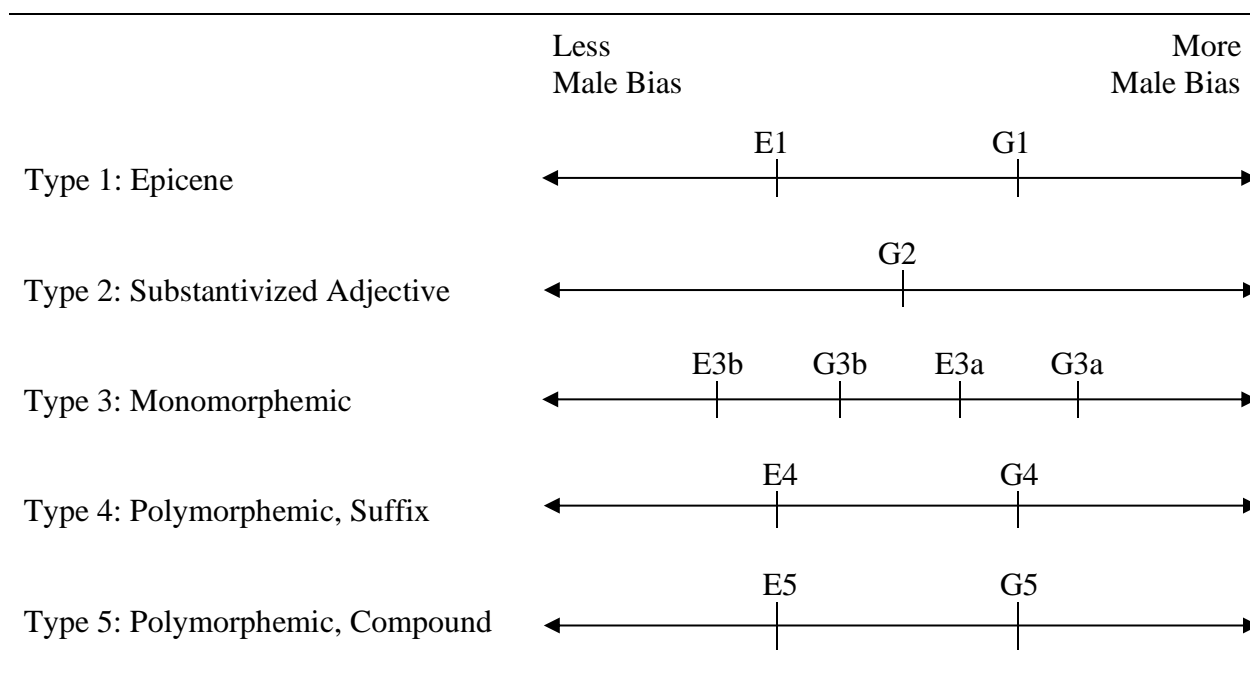 Less More
Male Bias Male Bias
E1 G1
Type 1: Epicene
G2
Type 2: Substantivized Adjective
E3b G3b E3a G3a
Type 3: Monomorphemic
E4 G4
Type 4: Polymorphemic, Suffix
E5 G5
Type 5: Polymorphemic, Compound